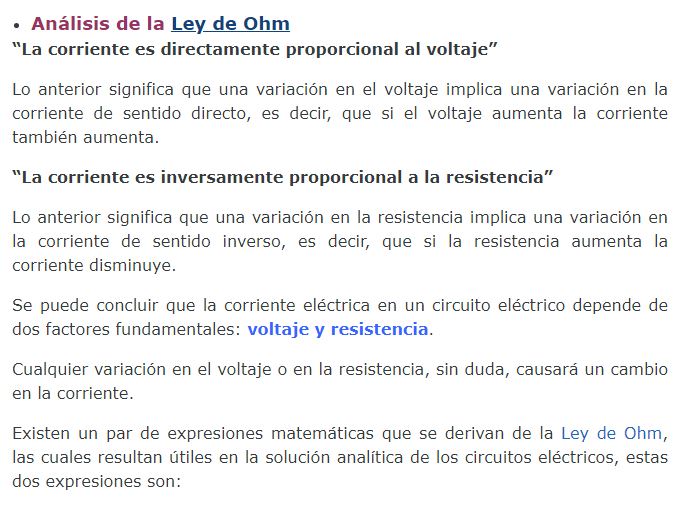 • Análisis de la Ley de Ohm
“La corriente es directamente proporcional al voltaje”
Lo anterior significa que una variación en el voltaje implica una variación en la
corriente de sentido directo, es decir, que si el voltaje aumenta la corriente
también aumenta.
“La corriente es inversamente proporcional a la resistencia”
Lo anterior significa que una variación en la resistencia implica una variación en
la corriente de sentido inverso, es decir, que si la resistencia aumenta la
corriente disminuye.
Se puede concluir que la corriente eléctrica en un circuito eléctrico depende de
dos factores fundamentales: voltaje y resistencia.
Cualquier variación en el voltaje o en la resistencia, sin duda, causará un cambio
en la corriente.
Existen un par de expresiones matemáticas que se derivan de la Ley de Ohm,
las cuales resultan útiles en la solución analítica de los circuitos eléctricos, estas
dos expresiones son: